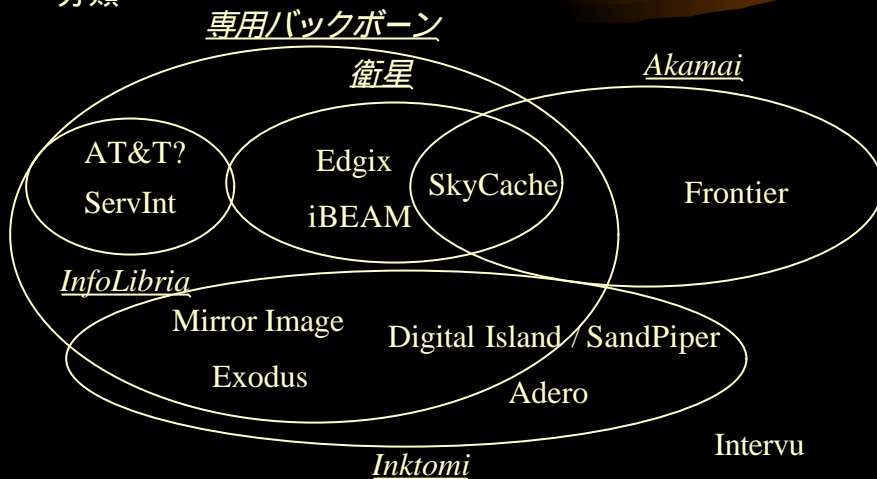 分類
専用バックボーン
衛星
Akamai
AT&T?
Edgix
SkyCache
Frontier
ServInt
iBEAM
InfoLibria
Mirror Image
Digital Island / SandPiper
Exodus
Adero
Intervu
Inktomi